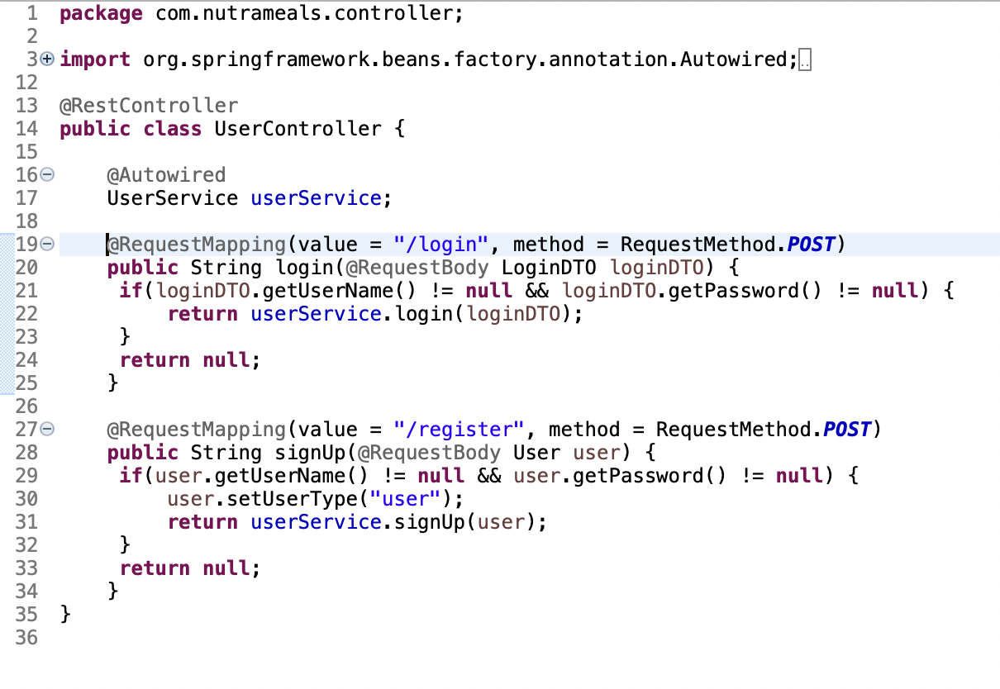 1 package com.nutrameals.controller;
2
3 import org.springframework.beans.factory.annotation.Autowired;
12
13 @RestController
14 public class UserController {
15
16 @Autowired
17 UserService userService;
18
19 @RequestMapping(value = "/login", method = RequestMethod.POST)
20 public String login(@RequestBody LoginDTO loginDTO) {
21 if(loginDTO.getUserName() != null && loginDTO.getPassword() != null) {
22 return userService.login(loginDTO);
23 }
24 return null;
25 }
26
27 @RequestMapping(value = "/register", method = RequestMethod.POST)
28 public String signUp(@RequestBody User user) {
29 if(user.getUserName() != null && user.getPassword() != null) {
30 user.setUserType("user");
31 return userService.signUp(user);
32 }
33 return null;
34 }
35 }
36